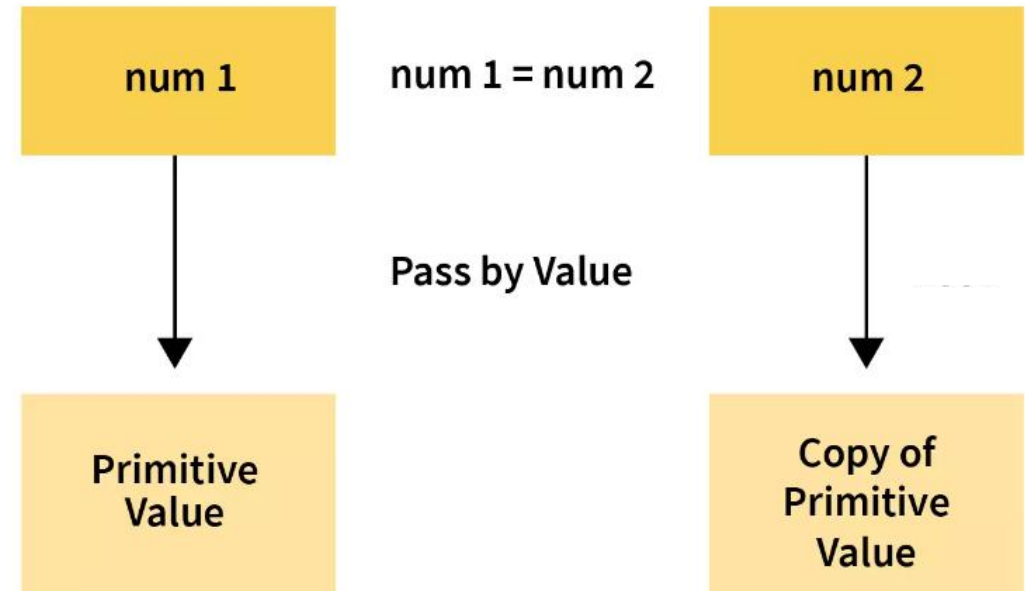 num 1
num 1 = num 2
num 2
Pass by Value
Primitive
Value
Copy of
Primitive
Value